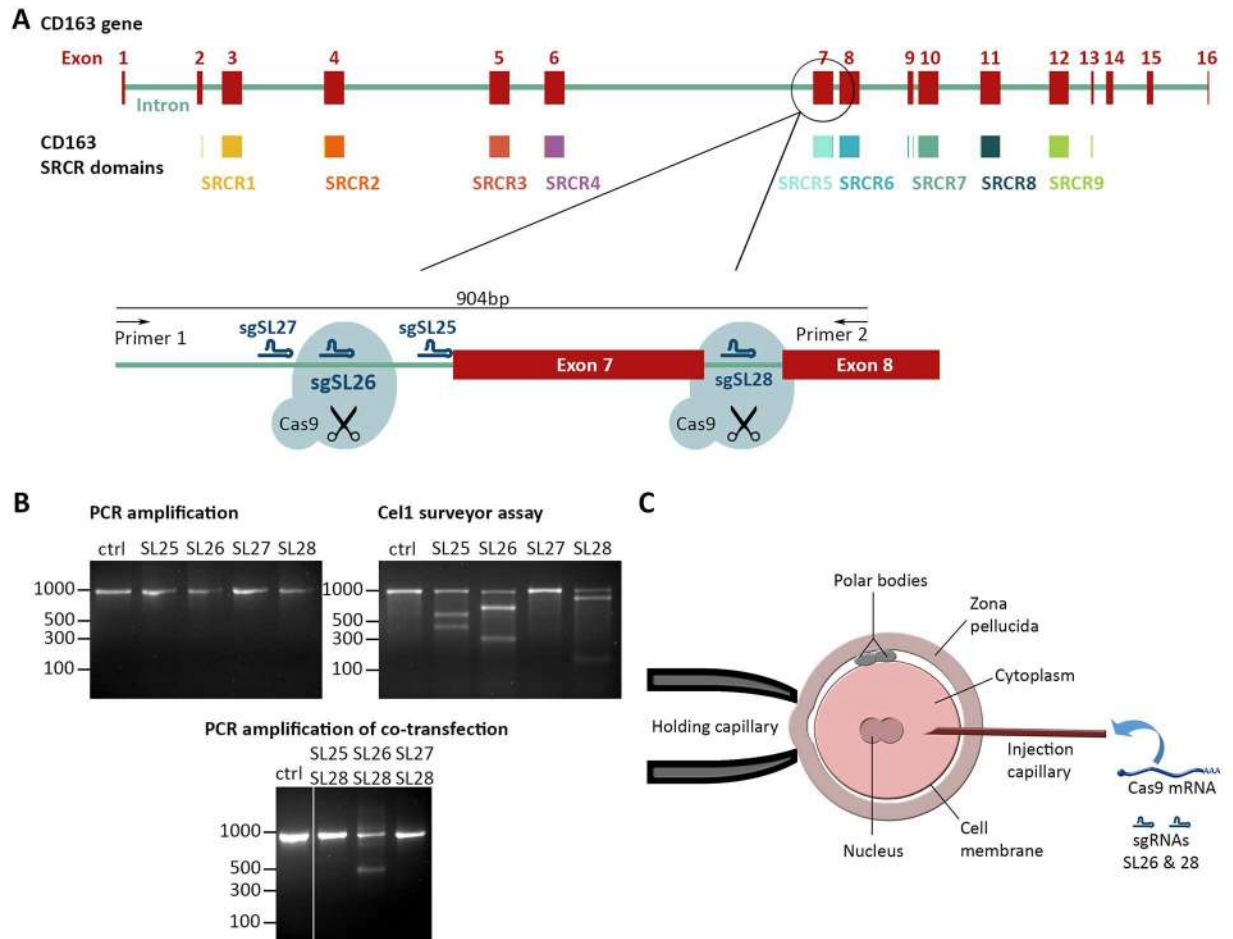 A CD163 gene
Exon 1 2 3 4 5 6 7 8 9 10 11 12 13 14 15 16
Intron
CD163
SRCR domains
SRCR1 SRCR2 SRCR3 SRCR4 SRCR5 SRCR6 SRCR7 SRCR8 SRCR9
904bp
Primer 1 sgSL27 sgSL25 Primer 2
sgSL26 Exon 7 sgSL28 Exon 8
Cas9 Cas9
B
PCR amplification
ctrl SL25 SL26 SL27 SL28
1000
500
300
100
Cel1 surveyor assay
ctrl SL25 SL26 SL27 SL28
1000
500
300
100
PCR amplification of co-transfection
SL25 SL26 SL27
ctrl SL28 SL28 SL28
1000
500
300
100
C
Polar bodies
Zona
pellucida
Cytoplasm
Holding capillary
Injection
capillary
AAA
Cas9 mRNA
Nucleus
Cell
membrane
sgRNAs
SL26 & 28